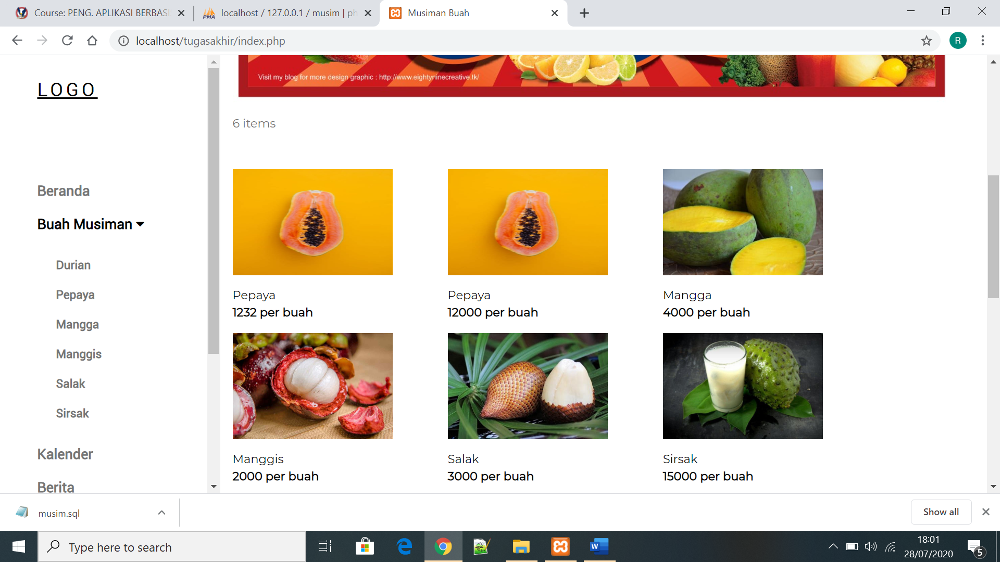 Course: PENG. APLIKASI BERBASI
localhost / 127.0.0.1 / musim | ph
Musiman Buah
localhost/tugasakhir/index.php
R
Visit my blog for more design graphic : http://www.eightyninecreative.tk/
LOGO
6 items
Beranda
Buah Musiman
Durian
Pepaya
Mangga
Manggis
Salak
Sirsak
Kalender
Berita
Pepaya
1232 per buah
Pepaya
12000 per buah
Mangga
4000 per buah
Manggis
2000 per buah
Salak
3000 per buah
Sirsak
15000 per buah
musim.sql
Show all
Type here to search
18:01
28/07/2020
5